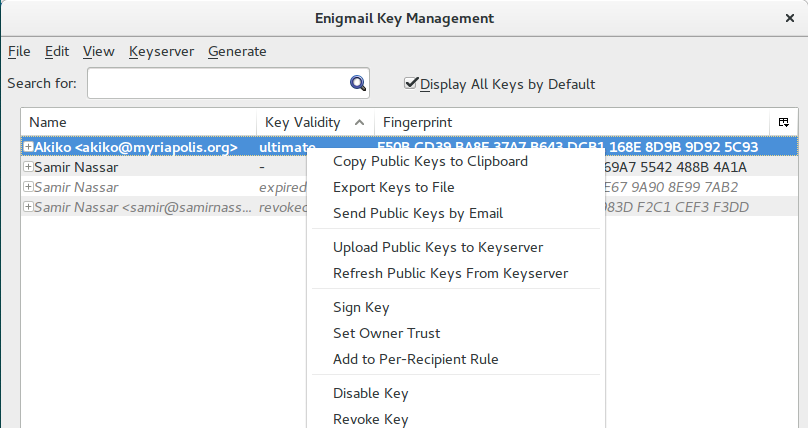 Enigmail Key Management
File Edit View Keyserver Generate
Search for: Display All Keys by Default
Name Key Validity Fingerprint
Akiko <akiko@myriapolis.org> ultimate F50B CD39 BA8F 37A7 B643 DCB1 168E 8D9B 9D92 5C93
Samir Nassar - 69A7 5542 488B 4A1A
Samir Nassar expired E67 9A90 8E99 7AB2
Samir Nassar <samir@samirnass... revoked 083D F2C1 CEF3 F3DD
Copy Public Keys to Clipboard
Export Keys to File
Send Public Keys by Email
Upload Public Keys to Keyserver
Refresh Public Keys From Keyserver
Sign Key
Set Owner Trust
Add to Per-Recipient Rule
Disable Key
Revoke Key